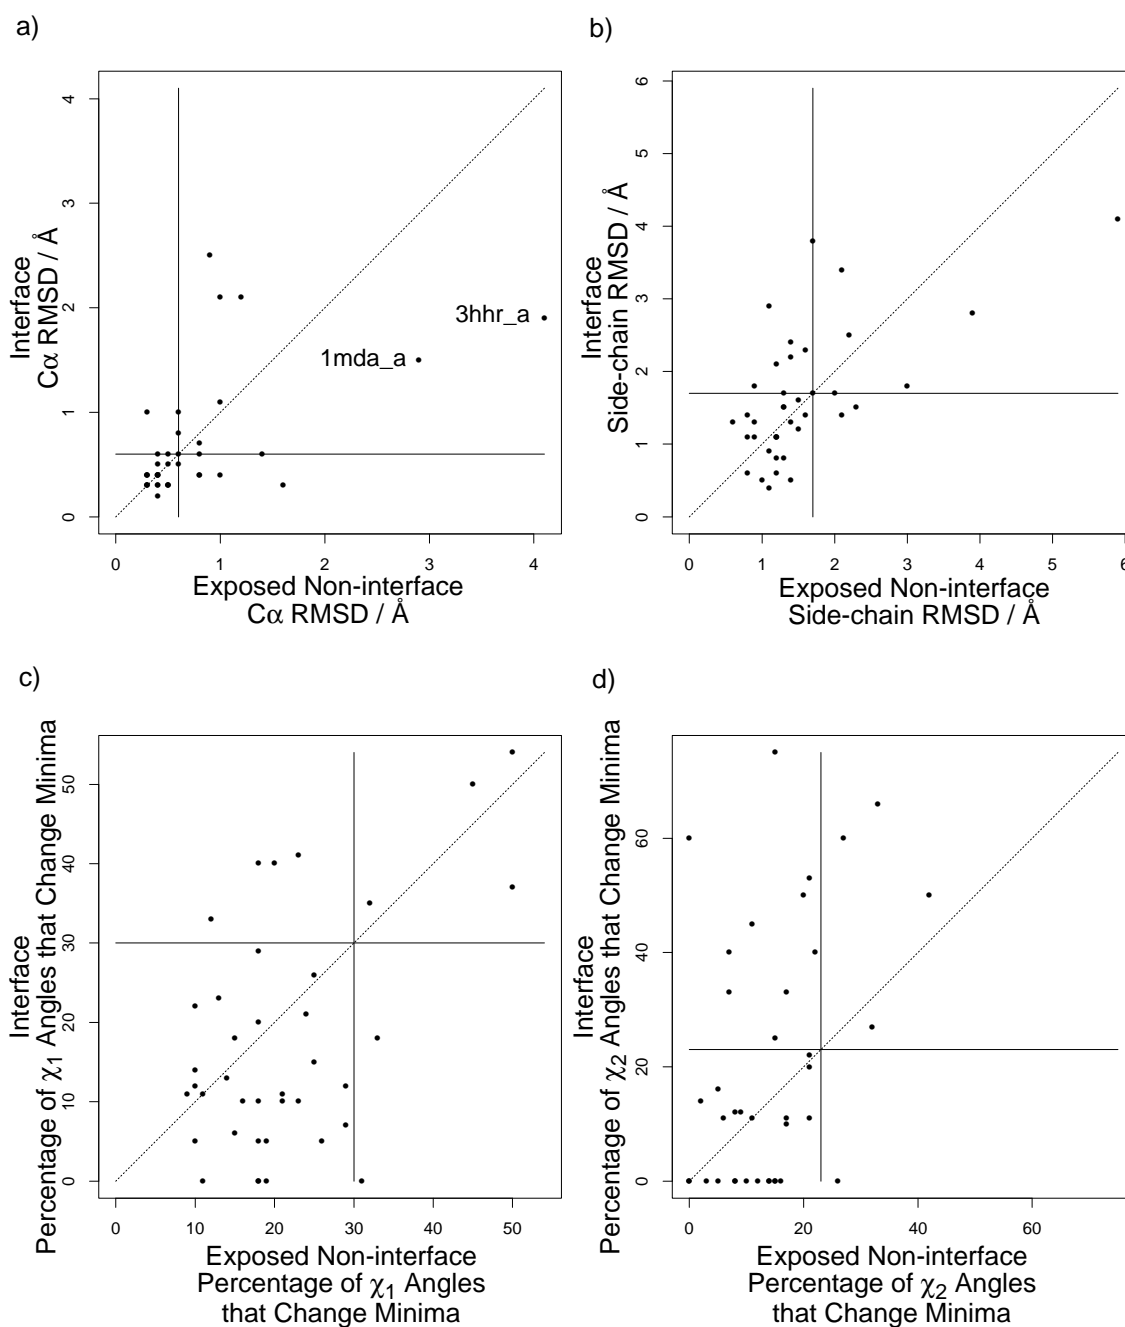 a)
Interface
Cα RMSD / Å
0
1
2
3
4
3hhr_a
1mda_a
0
1
2
3
4
Exposed Non-interface
Cα RMSD / Å
b)
Interface
Side-chain RMSD / Å
0
1
2
3
4
5
6
0
1
2
3
4
5
6
Exposed Non-interface
Side-chain RMSD / Å
c)
Interface
Percentage of χ1 Angles that Change Minima
0
10
20
30
40
50
0
10
20
30
40
50
Exposed Non-interface
Percentage of χ1 Angles
that Change Minima
d)
Interface
Percentage of χ2 Angles that Change Minima
0
20
40
60
0
20
40
60
Exposed Non-interface
Percentage of χ2 Angles
that Change Minima